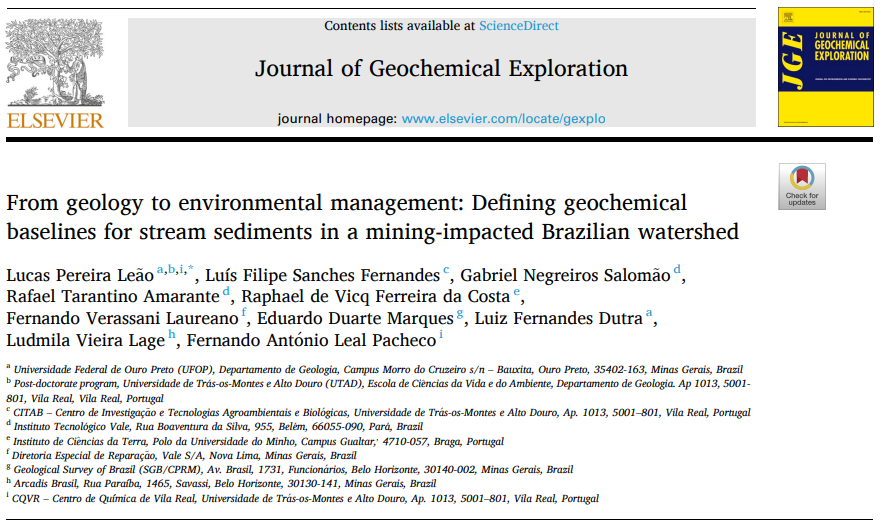 Contents lists available at ScienceDirect
Journal of Geochemical Exploration
journal homepage: www.elsevier.com/locate/gexplo
ELSEVIER
JGE
JOURNAL OF
GEOCHEMICAL
EXPLORATION
Check for
updates
From geology to environmental management: Defining geochemical
baselines for stream sediments in a mining-impacted Brazilian watershed
Lucas Pereira Leão a,b,i,*, Luís Filipe Sanches Fernandes c, Gabriel Negreiros Salomão d,
Rafael Tarantino Amarante d, Raphael de Vicq Ferreira da Costa e,
Fernando Verassani Laureano f, Eduardo Duarte Marques g, Luiz Fernandes Dutra a,
Ludmila Vieira Lage h, Fernando António Leal Pacheco i
a Universidade Federal de Ouro Preto (UFOP), Departamento de Geologia, Campus Morro do Cruzeiro s/n – Bauxita, Ouro Preto, 35402-163, Minas Gerais, Brazil
b Post-doctorate program, Universidade de Trás-os-Montes e Alto Douro (UTAD), Escola de Ciências da Vida e do Ambiente, Departamento de Geologia. Ap 1013, 5001-
801, Vila Real, Vila Real, Portugal
c CITAB – Centro de Investigação e Tecnologias Agroambientais e Biológicas, Universidade de Trás-os-Montes e Alto Douro, Ap. 1013, 5001–801, Vila Real, Portugal
d Instituto Tecnológico Vale, Rua Boaventura da Silva, 955, Belém, 66055-090, Pará, Brazil
e Instituto de Ciências da Terra, Polo da Universidade do Minho, Campus Gualtar,· 4710-057, Braga, Portugal
f Diretoria Especial de Reparação, Vale S/A, Nova Lima, Minas Gerais, Brazil
g Geological Survey of Brazil (SGB/CPRM), Av. Brasil, 1731, Funcionários, Belo Horizonte, 30140-002, Minas Gerais, Brazil
h Arcadis Brasil, Rua Paraíba, 1465, Savassi, Belo Horizonte, 30130-141, Minas Gerais, Brazil
i CQVR – Centro de Química de Vila Real, Universidade de Trás-os-Montes e Alto Douro, Ap. 1013, 5001–801, Vila Real, Portugal